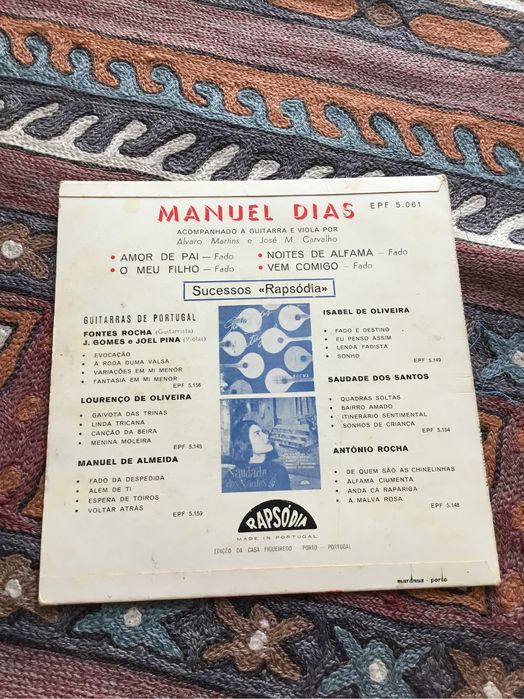 MANUEL DIAS
EPF 5.061
ACOMPANHADO À GUITARRA E VIOLA POR
Alvaro Martins e José M. Carvalho
• AMOR DE PAI — Fado
• NOITES DE ALFAMA — Fado
• O MEU FILHO — Fado
• VEM COMIGO — Fado
Sucessos «Rapsódia»
GUITARRAS DE PORTUGAL
FONTES ROCHA (Guitarrista)
J. GOMES e JOEL PINA (Violas)
• EVOCAÇÃO
• À RODA DUMA VALSA
• VARIAÇÕES EM MI MENOR
• FANTASIA EM MI MENOR
EPF 5.156
LOURENÇO DE OLIVEIRA
• GAIVOTA DAS TRINAS
• LINDA TRICANA
• CANÇÃO DA BEIRA
• MENINA MOLEIRA
EPF 5.145
MANUEL DE ALMEIDA
• FADO DA DESPEDIDA
• ALEM DE TI
• ESPERA DE TOIROS
• VOLTAR ATRÁS
EPF 5.159
ROCHA
Saudade
dos Santos
RAPSÓDIA
MADE IN PORTUGAL
EDIÇÃO DA CASA FIGUEIREDO PORTO - PORTUGAL
ISABEL DE OLIVEIRA
• FADO E DESTINO
• EU PENSO ASSIM
• LENDA FADISTA
• SONHO
EPF 5.149
SAUDADE DOS SANTOS
• QUADRAS SOLTAS
• BAIRRO AMADO
• ITINERÁRIO SENTIMENTAL
• SONHOS DE CRIANÇA
EPF 5.154
ANTÓNIO ROCHA
• DE QUEM SÃO AS CHINELINHAS
• ALFAMA CIUMENTA
• ANDA CÁ RAPARIGA
• A MALVA ROSA
EPF 5.148
marânus - porto